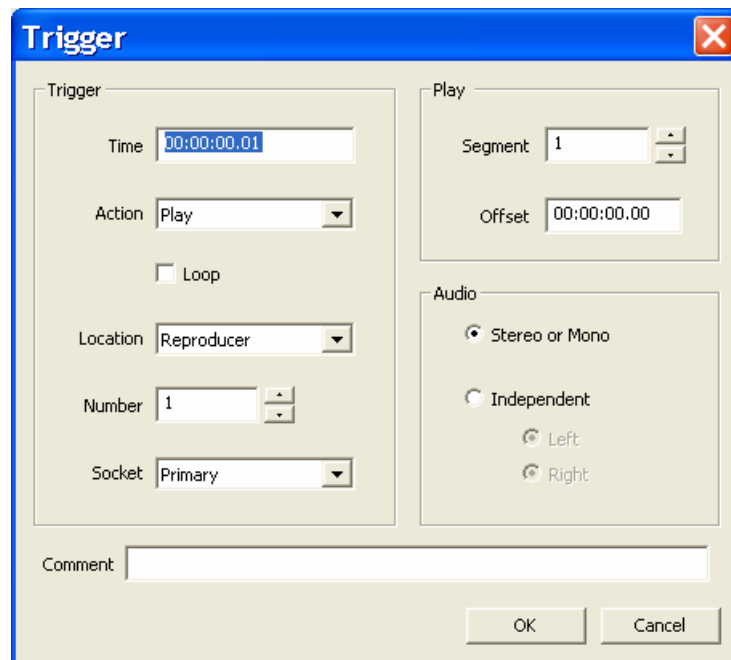 Trigger
Trigger
Time 00:00:00.01
Action Play
Loop
Location Reproducer
Number 1
Socket Primary
Play
Segment 1
Offset 00:00:00.00
Audio
Stereo or Mono
Independent
Left
Right
Comment
OK Cancel